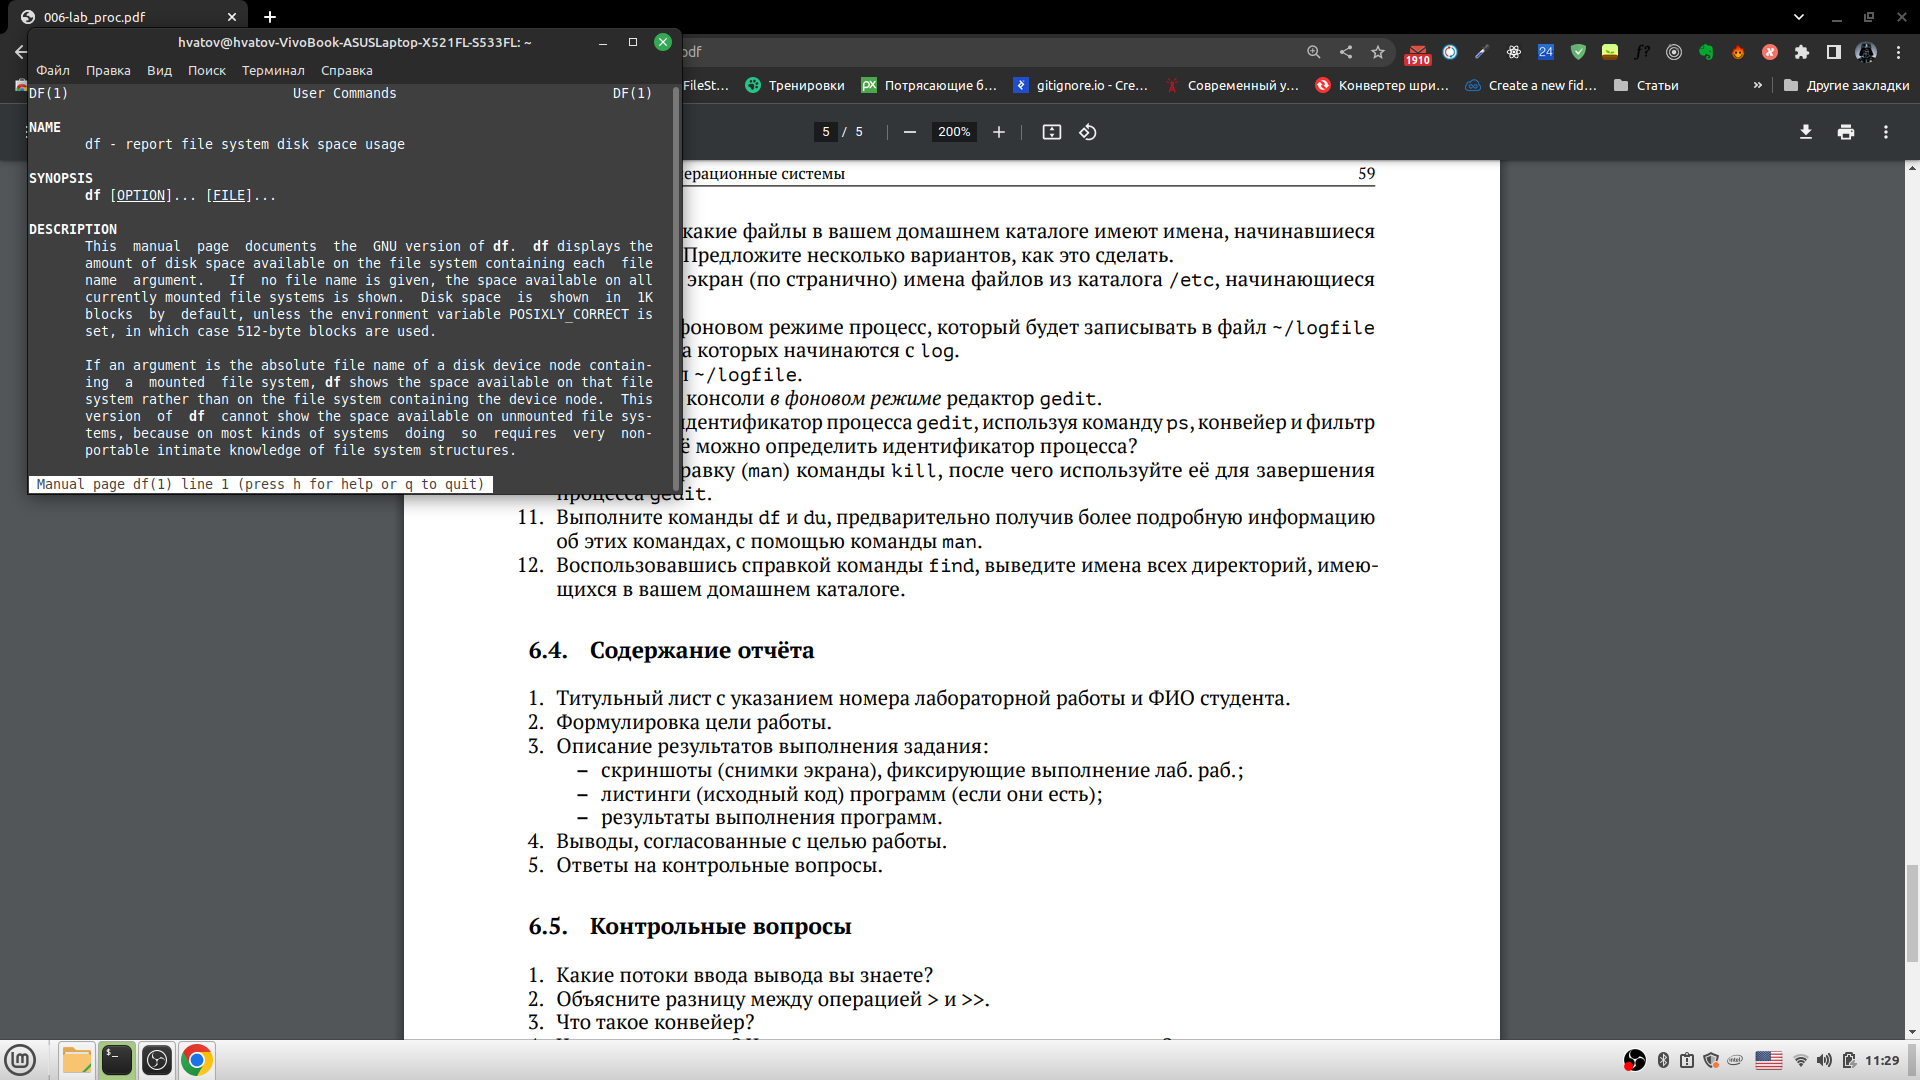 006-lab_proc.pdf
hvatov@hvatov-VivoBook-ASUSLaptop-X521FL-S533FL: ~
Файл Правка Вид Поиск Терминал Справка
DF(1) User Commands DF(1)
NAME
df - report file system disk space usage
SYNOPSIS
df [OPTION]... [FILE]...
DESCRIPTION
This manual page documents the GNU version of df. df displays the
amount of disk space available on the file system containing each file
name argument. If no file name is given, the space available on all
currently mounted file systems is shown. Disk space is shown in 1K
blocks by default, unless the environment variable POSIXLY_CORRECT is
set, in which case 512-byte blocks are used.
If an argument is the absolute file name of a disk device node contain-
ing a mounted file system, df shows the space available on that file
system rather than on the file system containing the device node. This
version of df cannot show the space available on unmounted file sys-
tems, because on most kinds of systems doing so requires very non-
portable intimate knowledge of file system structures.
Manual page df(1) line 1 (press h for help or q to quit)
pdf
1910
24
FileSt... Тренировки Потрясающие б... gitignore.io - Cre... Современный у... Конвертер шри... Create a new fid... Статьи » Другие закладки
5 / 5 200%
ерационные системы 59
какие файлы в вашем домашнем каталоге имеют имена, начинавшиеся
Предложите несколько вариантов, как это сделать.
экран (по странично) имена файлов из каталога /etc, начинающиеся
фоновом режиме процесс, который будет записывать в файл ~/logfile
а которых начинаются с log.
л ~/logfile.
консоли в фоновом режиме редактор gedit.
дентификатор процесса gedit, используя команду ps, конвейер и фильтр
ё можно определить идентификатор процесса?
равку (man) команды kill, после чего используйте её для завершения
процесса gedit.
11. Выполните команды df и du, предварительно получив более подробную информацию
об этих командах, с помощью команды man.
12. Воспользовавшись справкой команды find, выведите имена всех директорий, имею-
щихся в вашем домашнем каталоге.
6.4. Содержание отчёта
1. Титульный лист с указанием номера лабораторной работы и ФИО студента.
2. Формулировка цели работы.
3. Описание результатов выполнения задания:
– скриншоты (снимки экрана), фиксирующие выполнение лаб. раб.;
– листинги (исходный код) программ (если они есть);
– результаты выполнения программ.
4. Выводы, согласованные с целью работы.
5. Ответы на контрольные вопросы.
6.5. Контрольные вопросы
1. Какие потоки ввода вывода вы знаете?
2. Объясните разницу между операцией > и >>.
3. Что такое конвейер?
11:29